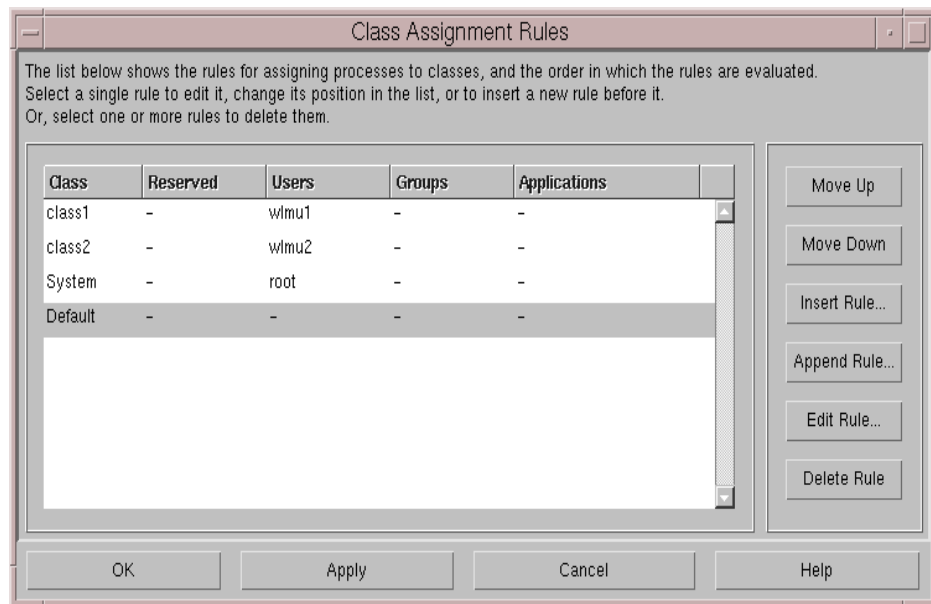 Class Assignment Rules
The list below shows the rules for assigning processes to classes, and the order in which the rules are evaluated.
Select a single rule to edit it, change its position in the list, or to insert a new rule before it.
Or, select one or more rules to delete them.
Class Reserved Users Groups Applications
class1 - wlmu1 - -
class2 - wlmu2 - -
System - root - -
Default - - - -
Move Up
Move Down
Insert Rule...
Append Rule...
Edit Rule...
Delete Rule
OK Apply Cancel Help